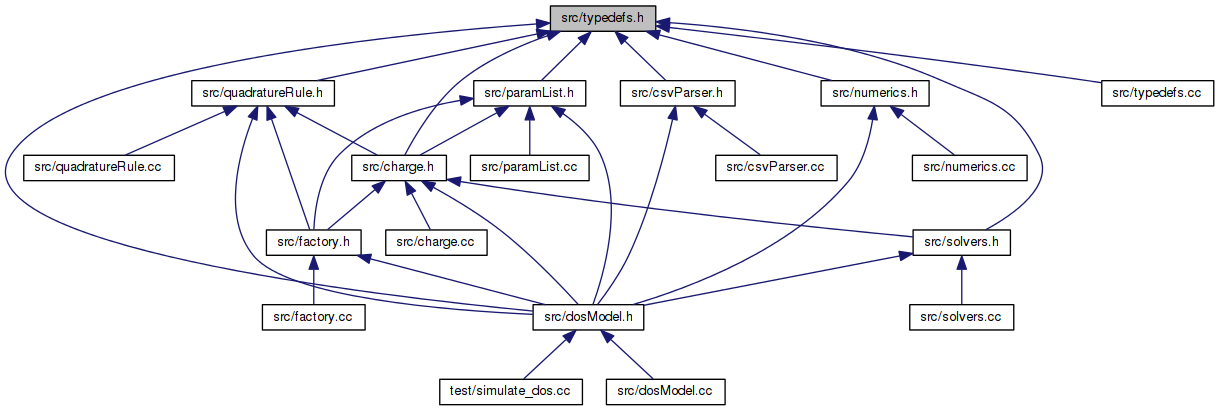 src/typedefs.h
src/quadratureRule.h
src/paramList.h
src/csvParser.h
src/numerics.h
src/typedefs.cc
src/quadratureRule.cc
src/charge.h
src/paramList.cc
src/csvParser.cc
src/numerics.cc
src/factory.h
src/charge.cc
src/solvers.h
src/factory.cc
src/dosModel.h
src/solvers.cc
test/simulate_dos.cc
src/dosModel.cc